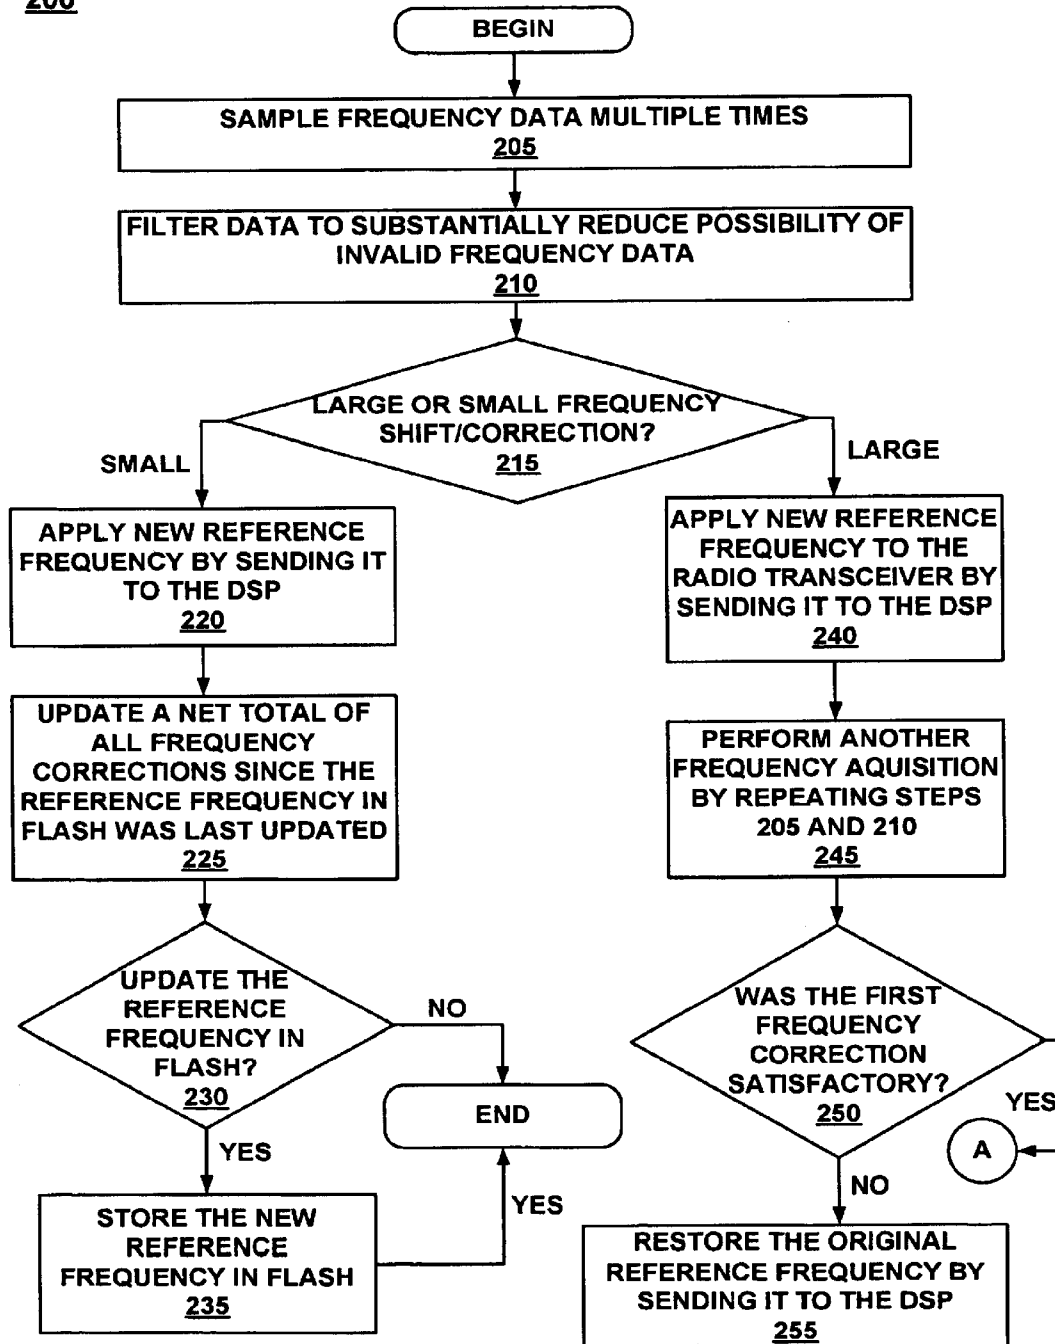 200
BEGIN
SAMPLE FREQUENCY DATA MULTIPLE TIMES
205
FILTER DATA TO SUBSTANTIALLY REDUCE POSSIBILITY OF
INVALID FREQUENCY DATA
210
LARGE OR SMALL FREQUENCY
SHIFT/CORRECTION?
215
SMALL
LARGE
APPLY NEW REFERENCE
FREQUENCY BY SENDING IT
TO THE DSP
220
UPDATE A NET TOTAL OF
ALL FREQUENCY
CORRECTIONS SINCE THE
REFERENCE FREQUENCY IN
FLASH WAS LAST UPDATED
225
UPDATE THE
REFERENCE
FREQUENCY IN
FLASH?
230
NO
END
YES
STORE THE NEW
REFERENCE
FREQUENCY IN FLASH
235
YES
APPLY NEW REFERENCE
FREQUENCY TO THE
RADIO TRANSCEIVER BY
SENDING IT TO THE DSP
240
PERFORM ANOTHER
FREQUENCY AQUISITION
BY REPEATING STEPS
205 AND 210
245
WAS THE FIRST
FREQUENCY
CORRECTION
SATISFACTORY?
250
YES
A
NO
RESTORE THE ORIGINAL
REFERENCE FREQUENCY BY
SENDING IT TO THE DSP
255